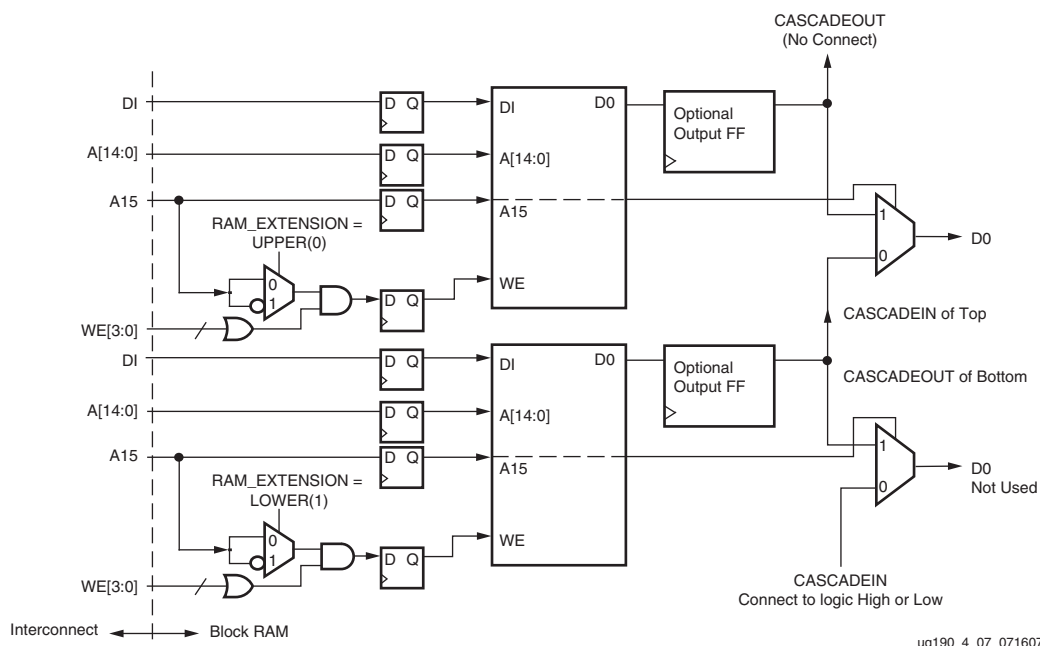 CASCADEOUT
(No Connect)
DI
D Q
DI
D0
Optional
Output FF
A[14:0]
D Q
A[14:0]
A15
D Q
A15
RAM_EXTENSION =
UPPER(0)
1
D0
0
0
1
D Q
WE
WE[3:0]
CASCADEIN of Top
DI
D Q
DI
D0
Optional
Output FF
CASCADEOUT of Bottom
A[14:0]
D Q
A[14:0]
A15
D Q
A15
RAM_EXTENSION =
LOWER(1)
1
D0
Not Used
0
0
1
D Q
WE
WE[3:0]
CASCADEIN
Connect to logic High or Low
Interconnect
Block RAM
ug190_4_07_071607